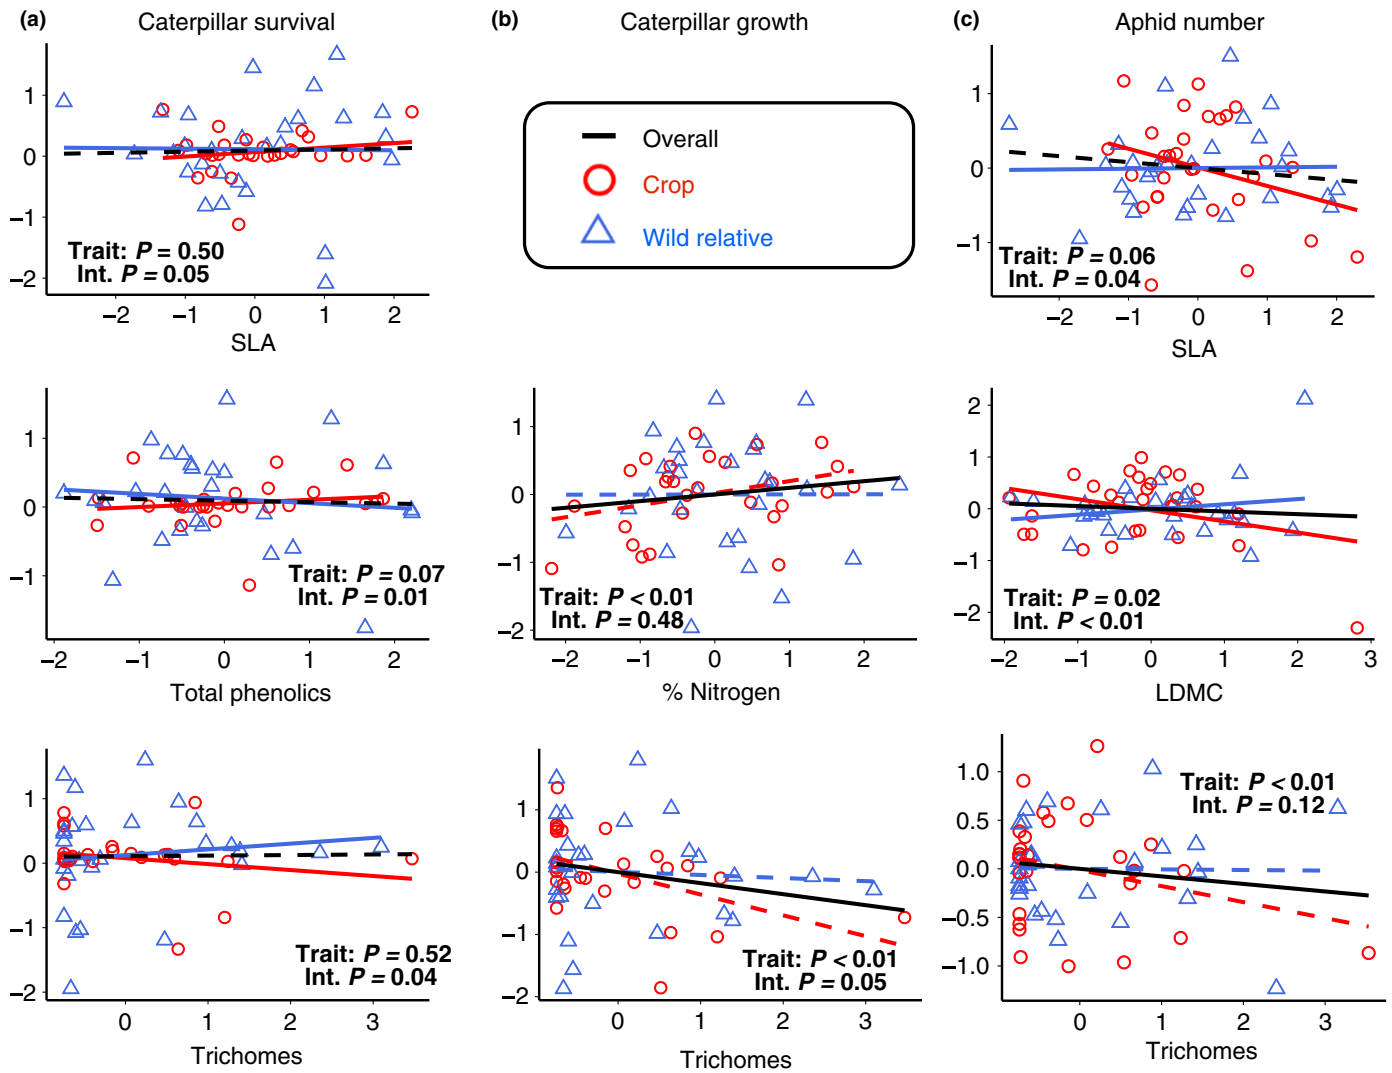 (a) Caterpillar survival
(b) Caterpillar growth
(c) Aphid number
1
0
−1
−2
Trait: P = 0.50
Int. P = 0.05
−2 −1 0 1 2
SLA
Overall
Crop
Wild relative
1
0
−1
Trait: P = 0.06
Int. P = 0.04
−2 −1 0 1 2
SLA
1
0
−1
Trait: P = 0.07
Int. P = 0.01
−2 −1 0 1 2
Total phenolics
1
0
−1
−2
Trait: P < 0.01
Int. P = 0.48
−2 −1 0 1 2
% Nitrogen
2
1
0
−1
−2
Trait: P = 0.02
Int. P < 0.01
−2 −1 0 1 2 3
LDMC
1
0
−1
−2
Trait: P = 0.52
Int. P = 0.04
0 1 2 3
Trichomes
1
0
−1
−2
Trait: P < 0.01
Int. P = 0.05
0 1 2 3
Trichomes
1.0
0.5
0.0
−0.5
−1.0
Trait: P < 0.01
Int. P = 0.12
0 1 2 3
Trichomes